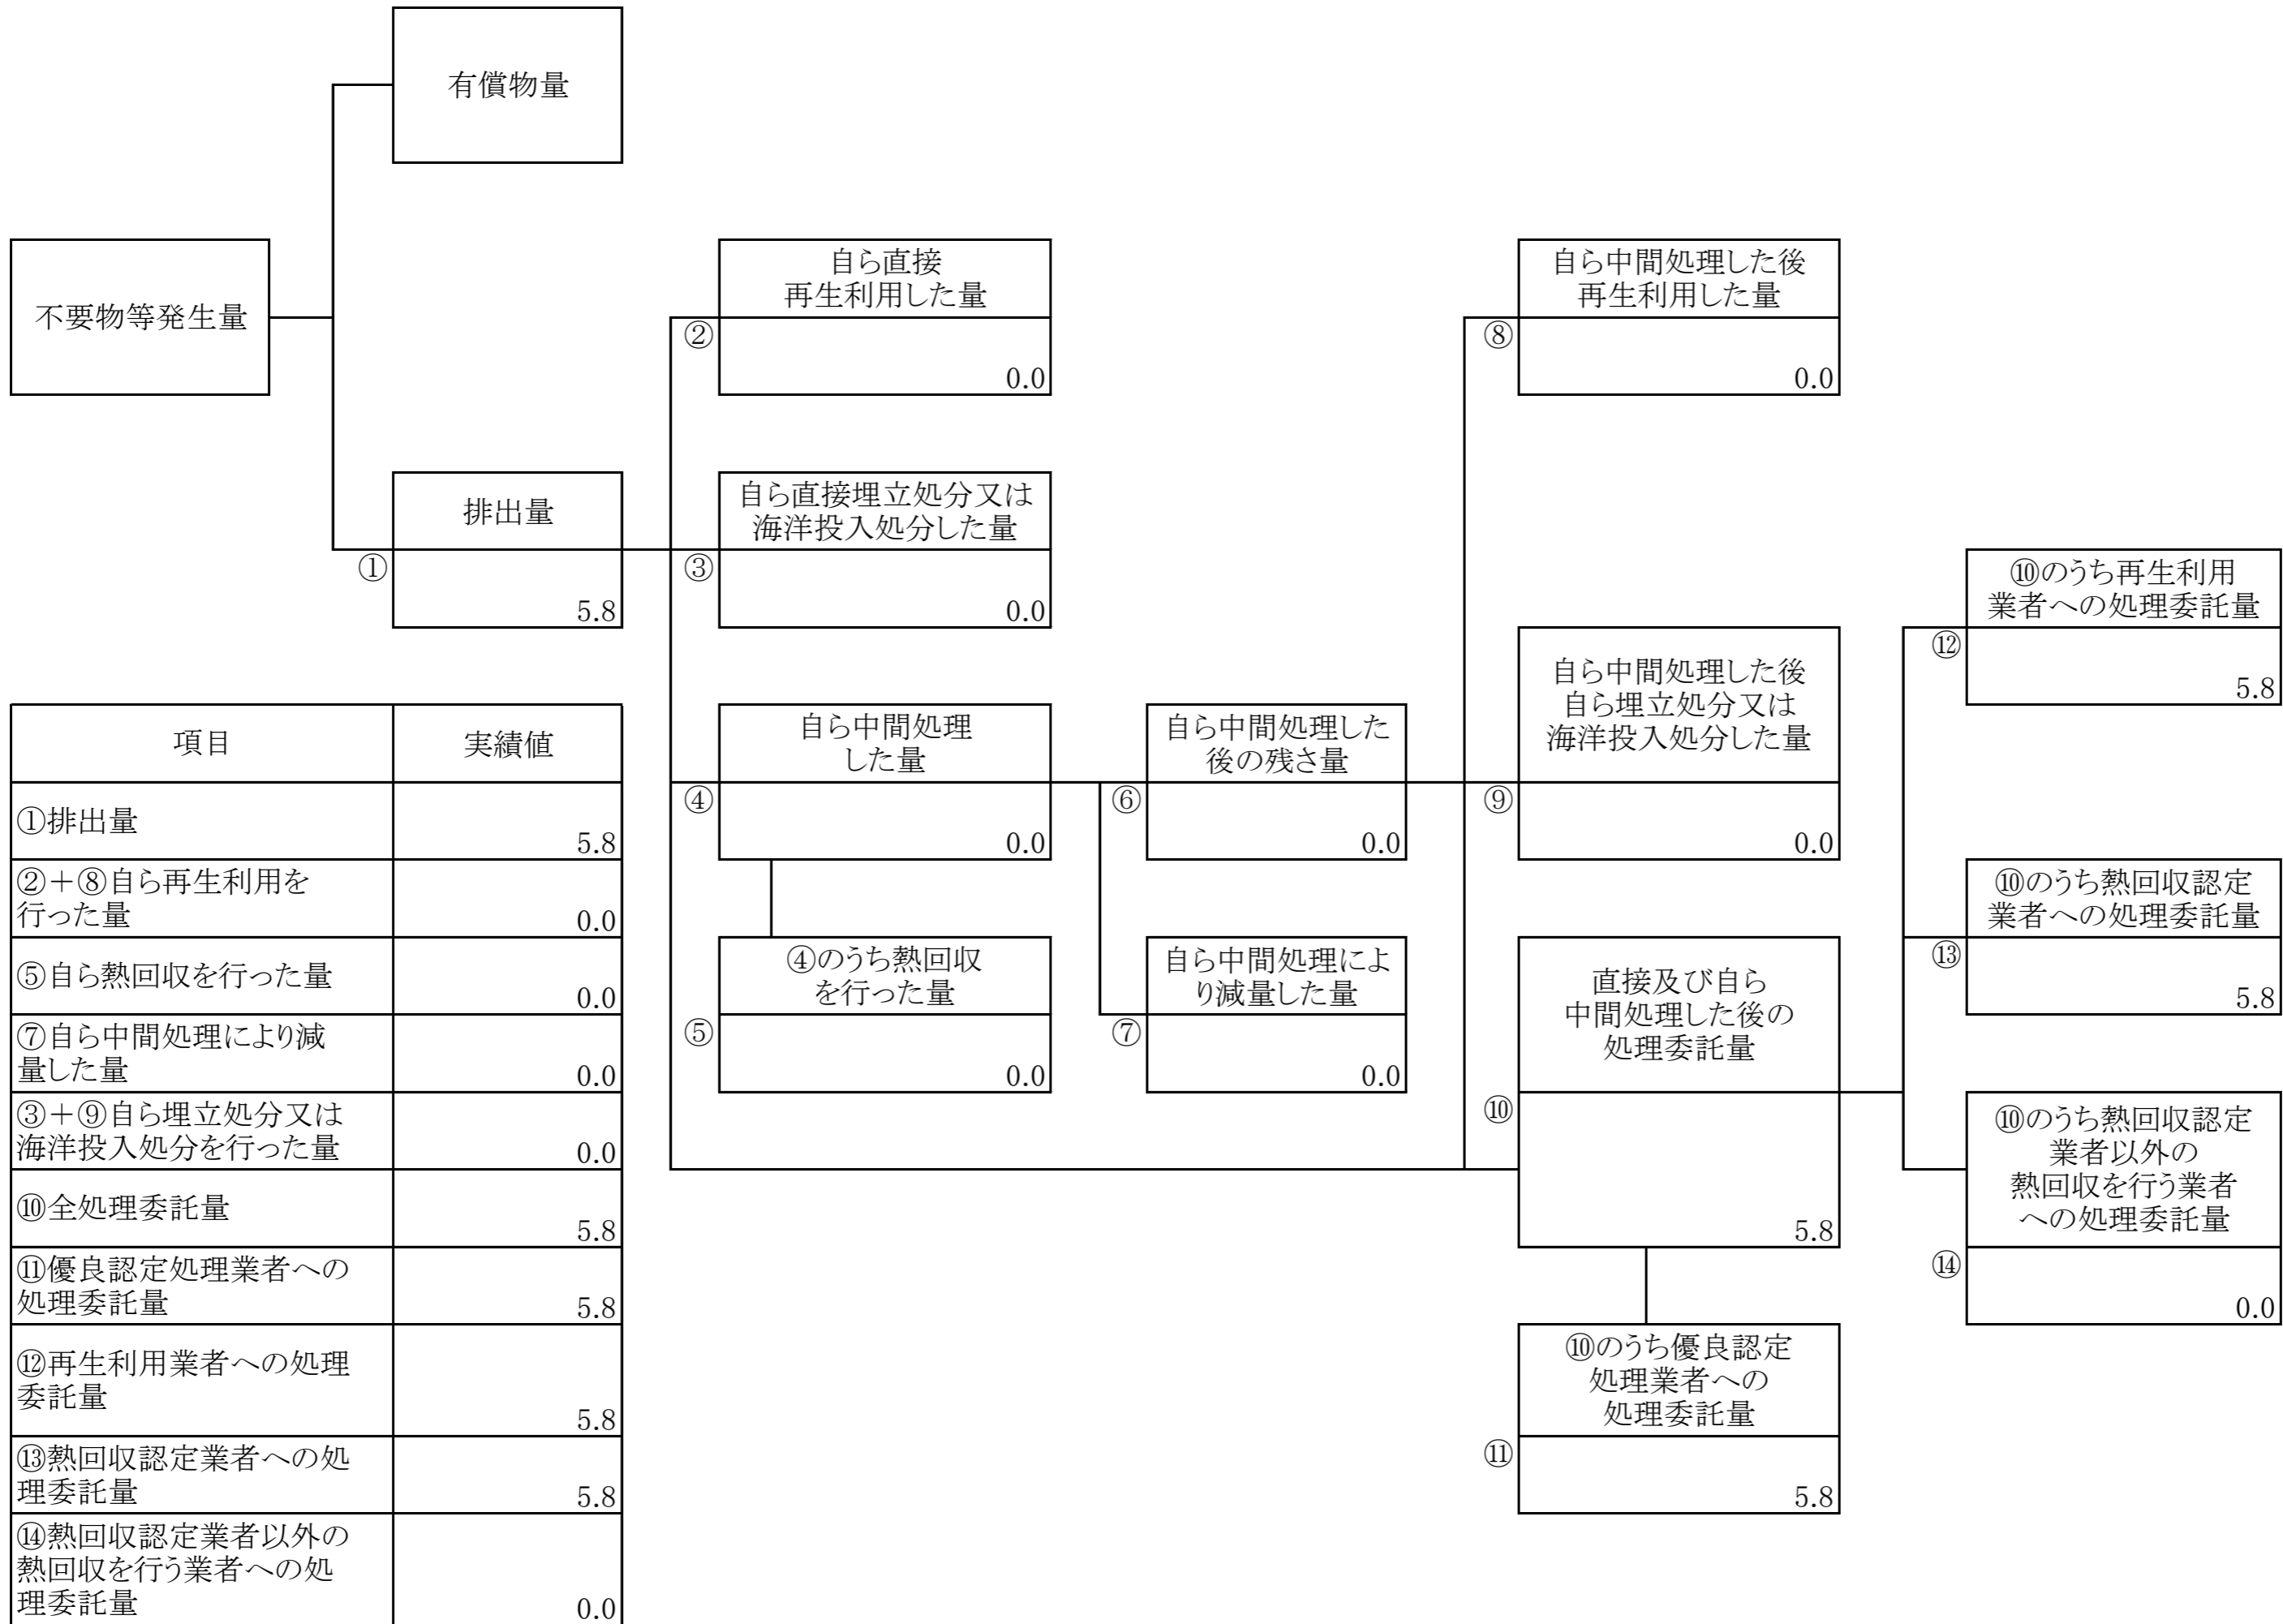 有償物量
不要物等発生量
自ら直接
再生利用した量
②
0.0
自ら中間処理した後
再生利用した量
⑧
0.0
排出量
①
5.8
自ら直接埋立処分又は
海洋投入処分した量
③
0.0
⑩のうち再生利用
業者への処理委託量
⑫
5.8
自ら中間処理
した量
④
0.0
自ら中間処理した
後の残さ量
⑥
0.0
自ら中間処理した後
自ら埋立処分又は
海洋投入処分した量
⑨
0.0
⑩のうち熱回収認定
業者への処理委託量
⑬
5.8
④のうち熱回収
を行った量
⑤
0.0
自ら中間処理によ
り減量した量
⑦
0.0
直接及び自ら
中間処理した後の
処理委託量
⑩
5.8
⑩のうち熱回収認定
業者以外の
熱回収を行う業者
への処理委託量
⑭
0.0
⑩のうち優良認定
処理業者への
処理委託量
⑪
5.8
項目 実績値
①排出量
5.8
②+⑧自ら再生利用を
行った量
0.0
⑤自ら熱回収を行った量
0.0
⑦自ら中間処理により減
量した量
0.0
③+⑨自ら埋立処分又は
海洋投入処分を行った量
0.0
⑩全処理委託量
5.8
⑪優良認定処理業者への
処理委託量
5.8
⑫再生利用業者への処理
委託量
5.8
⑬熱回収認定業者への処
理委託量
5.8
⑭熱回収認定業者以外の
熱回収を行う業者への処
理委託量
0.0